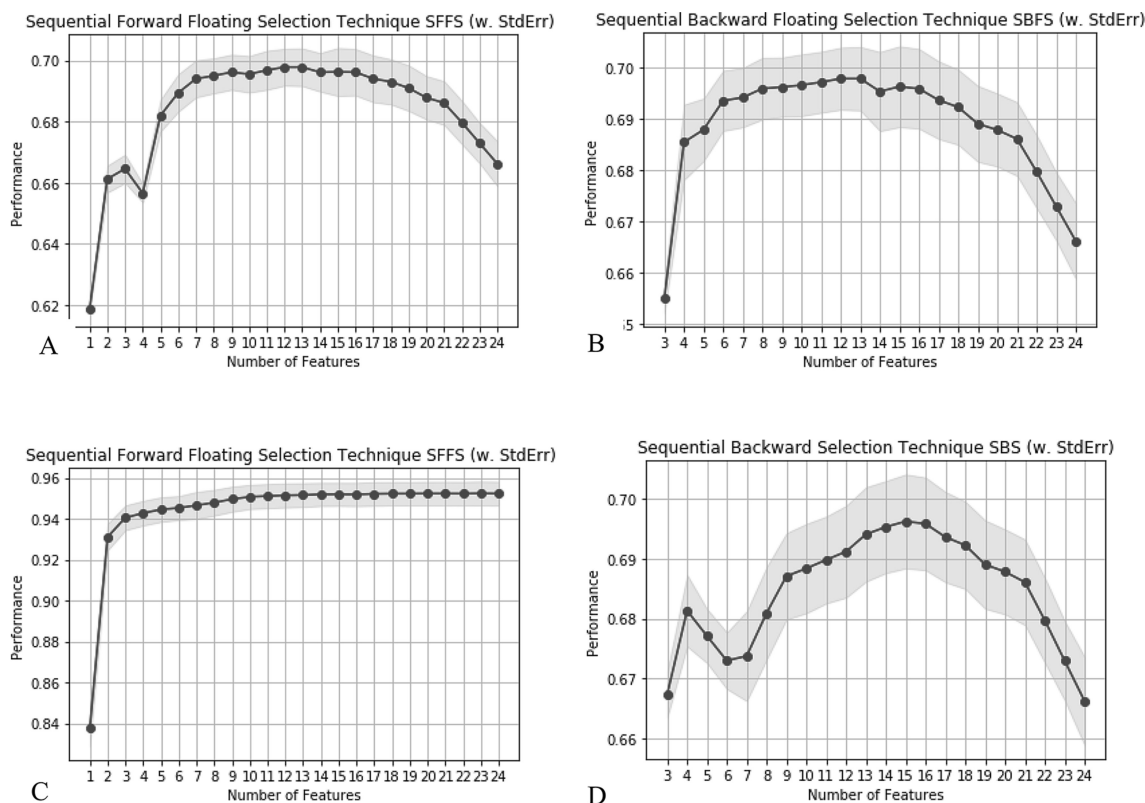 Sequential Forward Floating Selection Technique SFFS (w. StdErr)
0.70
0.68
0.66
0.64
0.62
Performance
1 2 3 4 5 6 7 8 9 10 11 12 13 14 15 16 17 18 19 20 21 22 23 24
Number of Features
A
Sequential Backward Floating Selection Technique SBFS (w. StdErr)
0.70
0.69
0.68
0.67
0.66
.65
Performance
3 4 5 6 7 8 9 10 11 12 13 14 15 16 17 18 19 20 21 22 23 24
Number of Features
B
Sequential Forward Floating Selection Technique SFFS (w. StdErr)
0.96
0.94
0.92
0.90
0.88
0.86
0.84
Performance
1 2 3 4 5 6 7 8 9 10 11 12 13 14 15 16 17 18 19 20 21 22 23 24
Number of Features
C
Sequential Backward Selection Technique SBS (w. StdErr)
0.70
0.69
0.68
0.67
0.66
Performance
3 4 5 6 7 8 9 10 11 12 13 14 15 16 17 18 19 20 21 22 23 24
Number of Features
D